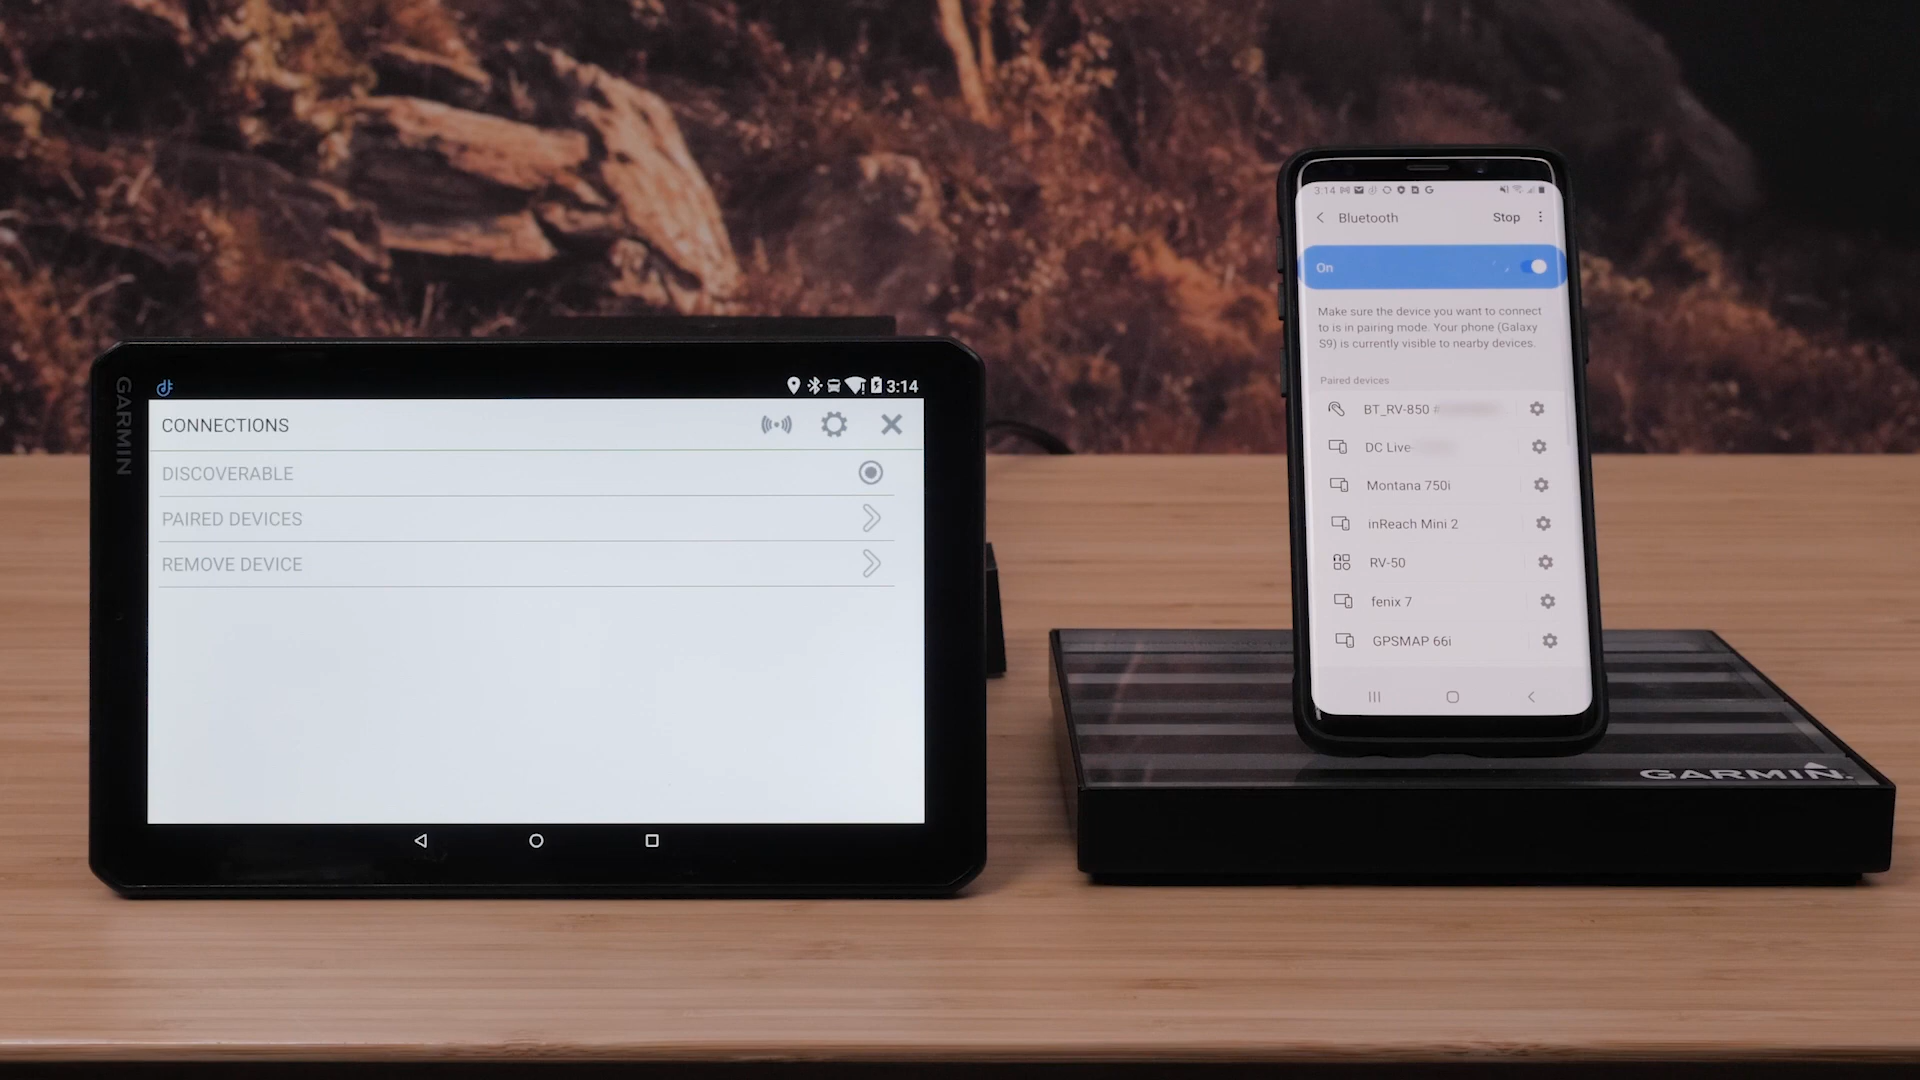 GARMIN
3:14
CONNECTIONS
DISCOVERABLE
PAIRED DEVICES
REMOVE DEVICE
3:14
Bluetooth
Stop
On
Make sure the device you want to connect
to is in pairing mode. Your phone (Galaxy
S9) is currently visible to nearby devices.
Paired devices
BT_RV-850 #
DC Live
Montana 750i
inReach Mini 2
RV-50
fenix 7
GPSMAP 66i
GARMIN